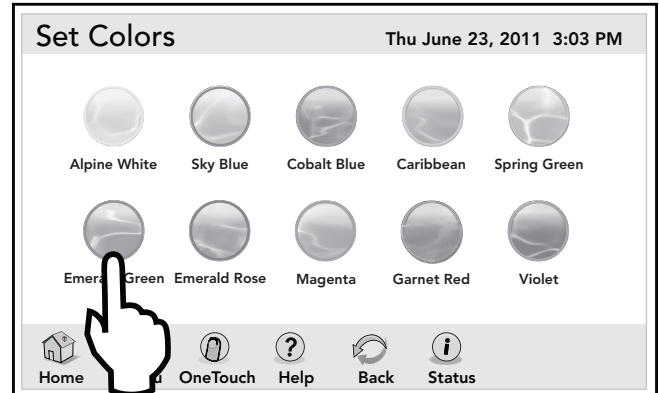 Set Colors Thu June 23, 2011 3:03 PM
Alpine White Sky Blue Cobalt Blue Caribbean Spring Green
Green Emerald Rose Magenta Garnet Red Violet
Home OneTouch Help Back Status